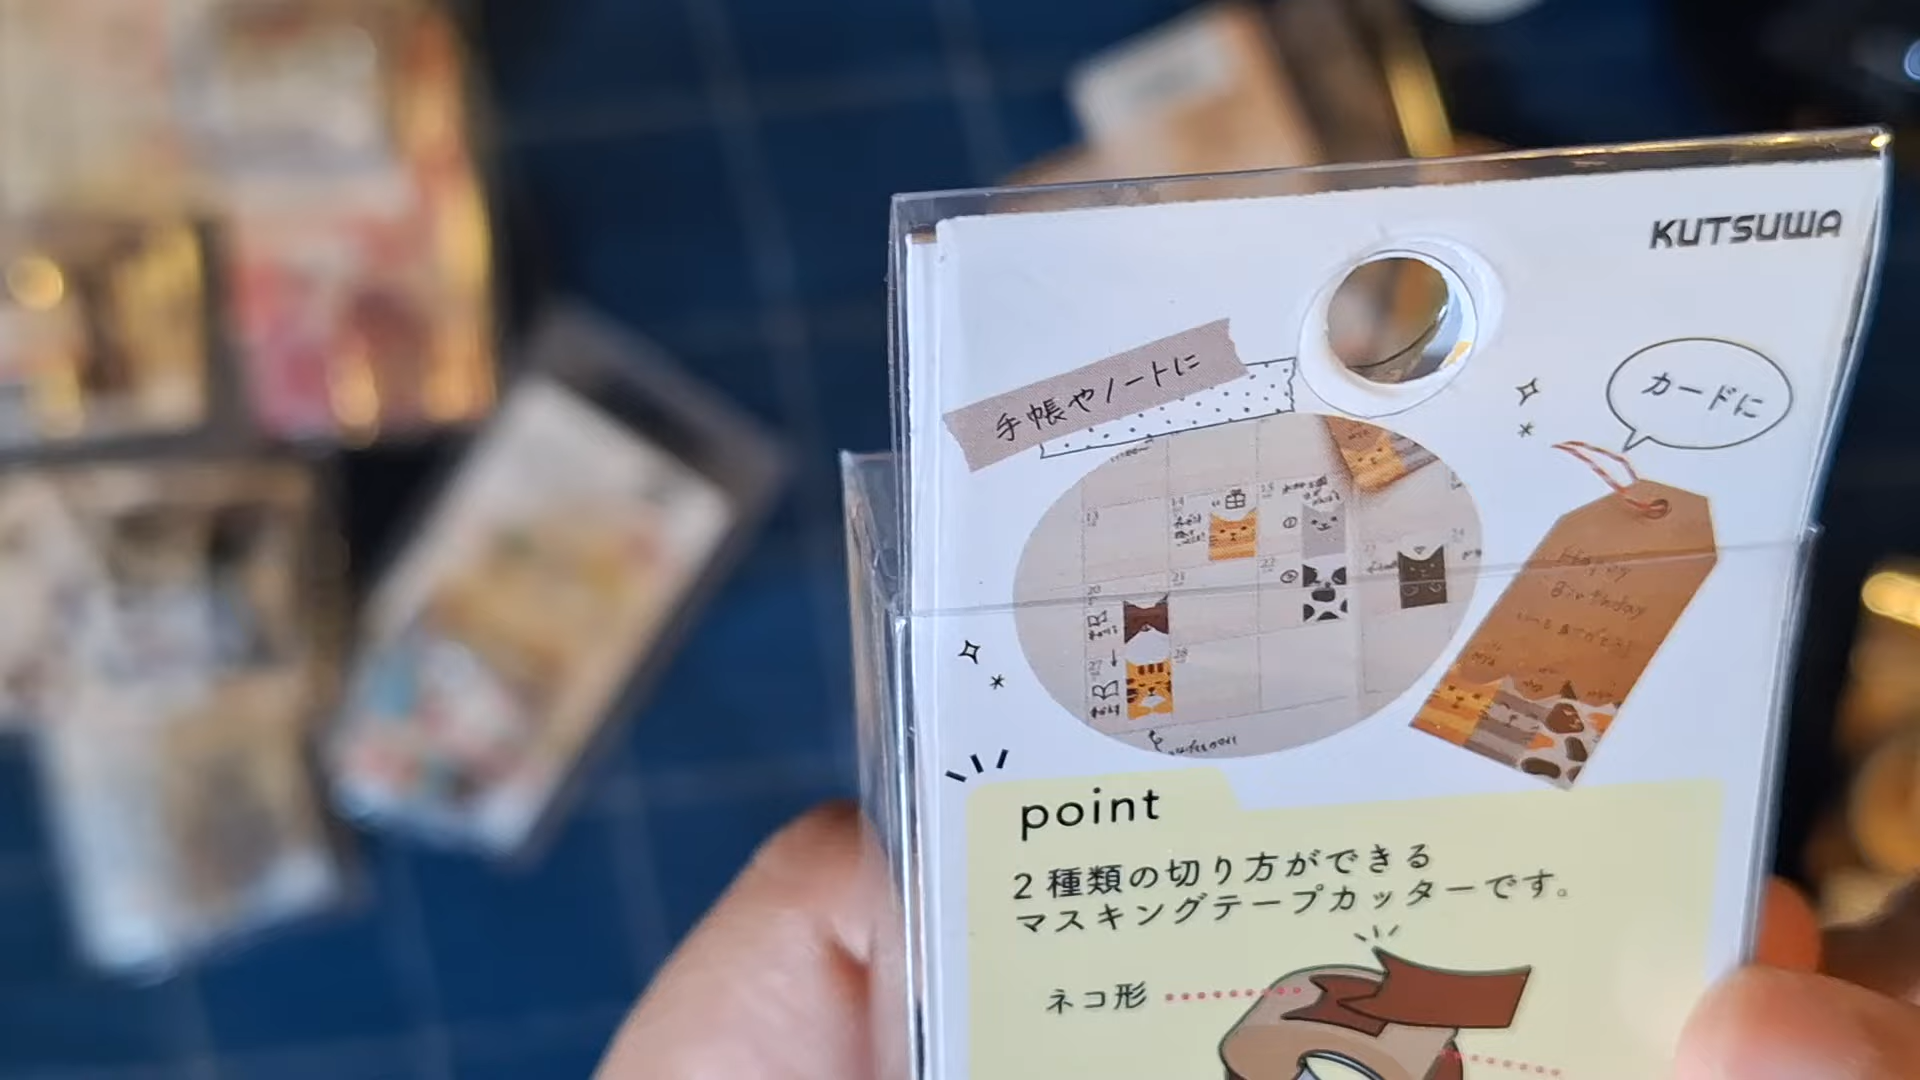 KUTSUWA
手帳やノートに
カードに
Happy
Birthday
point
2種類の切り方ができる
マスキングテープカッターです。
ネコ形